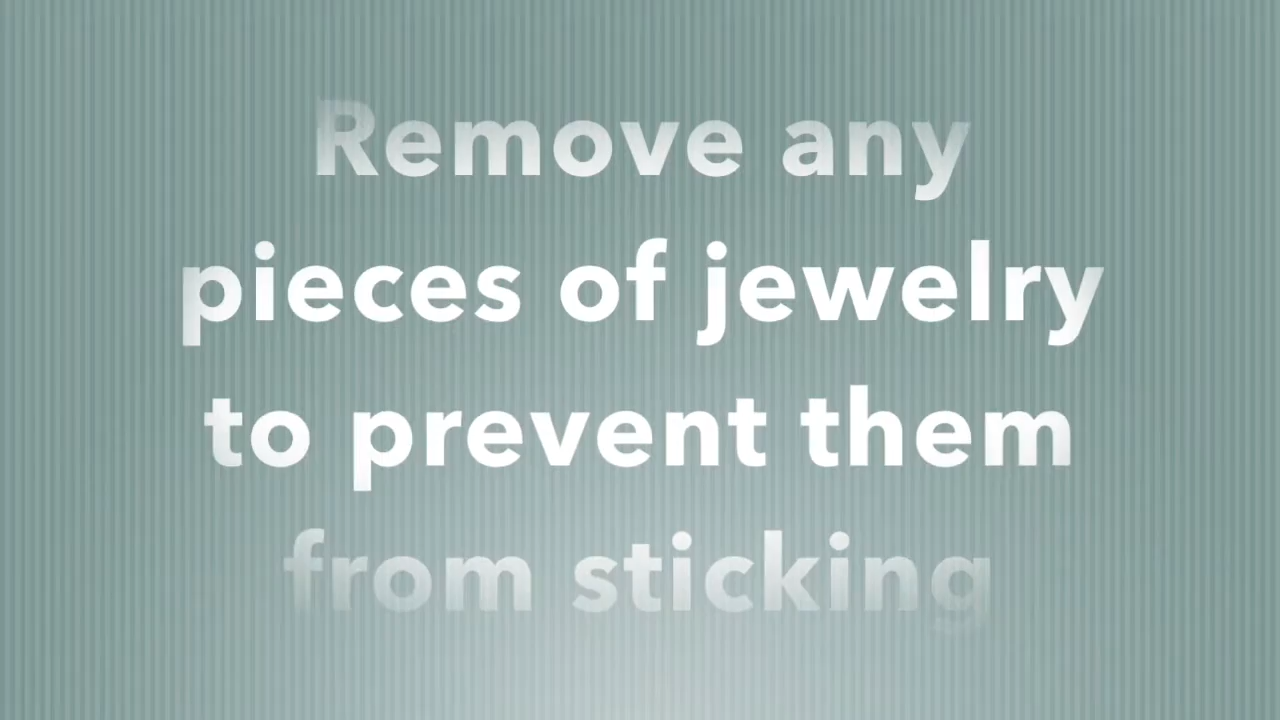 Remove any
pieces of jewelry
to prevent them
from sticking